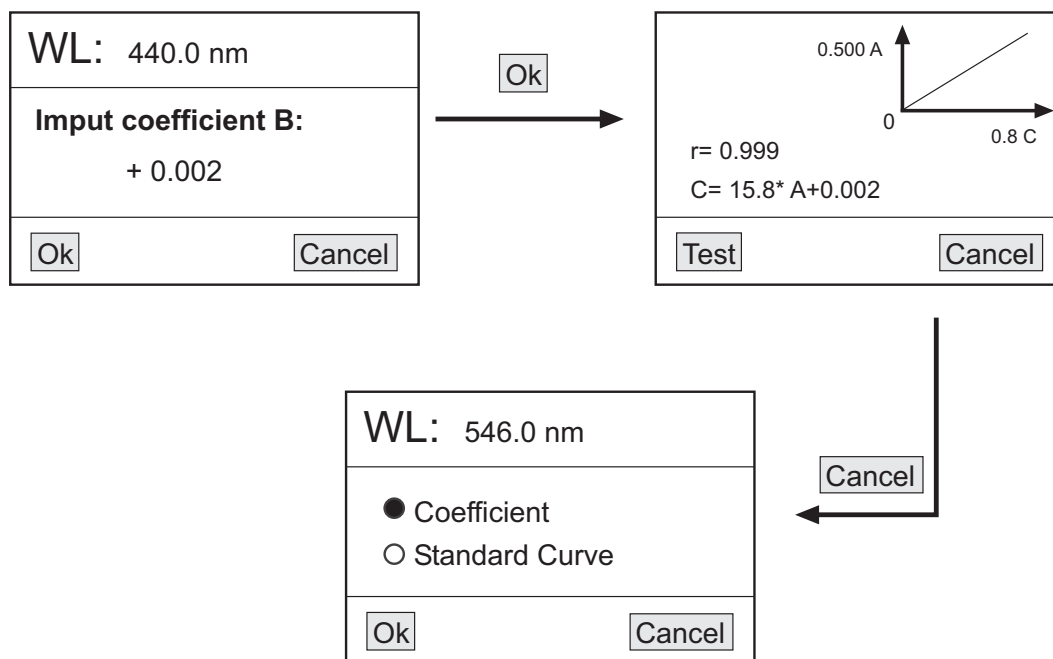 WL: 440.0 nm
Imput coefficient B:
+ 0.002
Ok Cancel
Ok
0.500 A
0
0.8 C
r= 0.999
C= 15.8* A+0.002
Test Cancel
Cancel
WL: 546.0 nm
Coefficient
Standard Curve
Ok Cancel